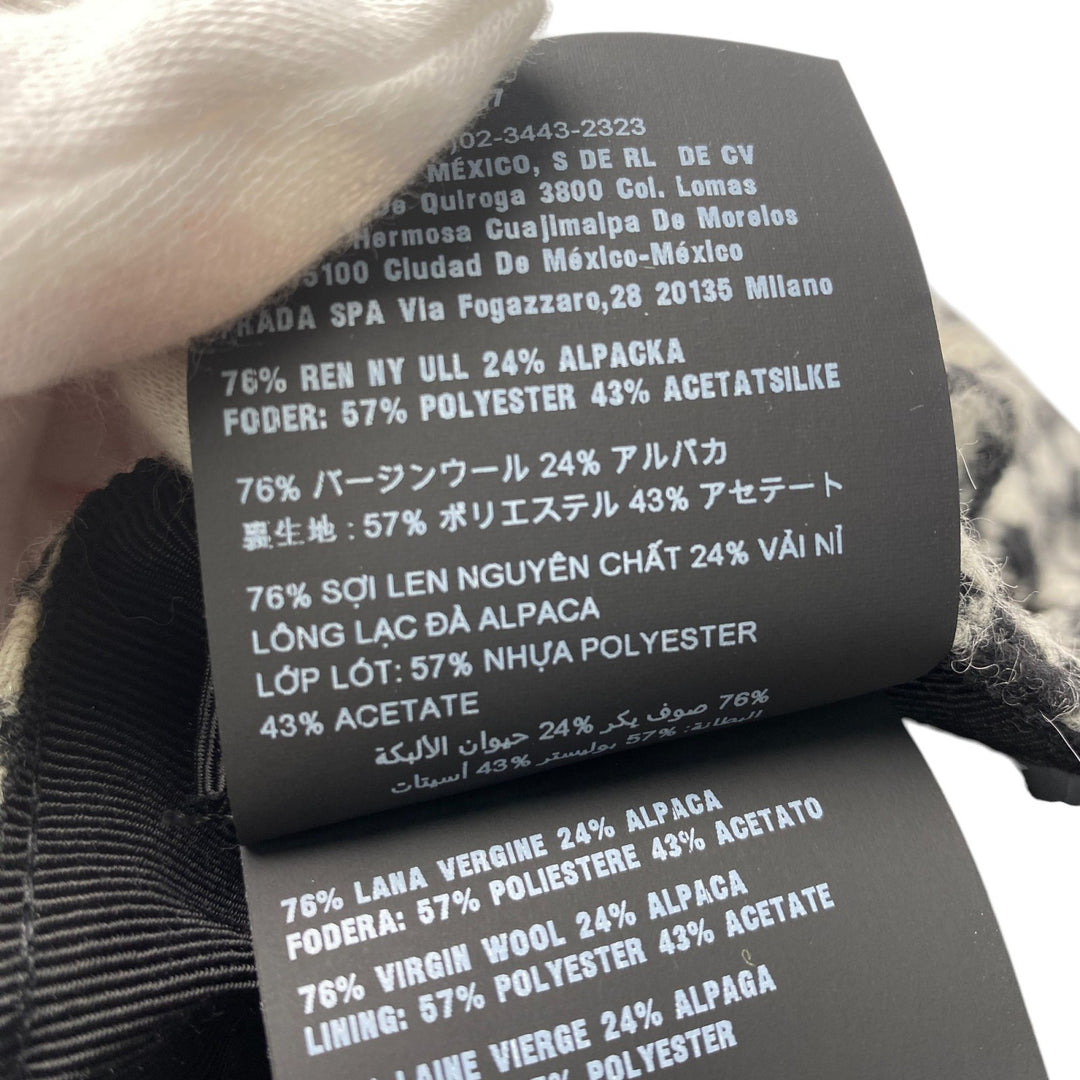 )02-3443-2323
MÉXICO, S DE RL DE CV
Quiroga 3800 Col. Lomas
Hermosa Cuajimalpa De Morelos
5100 Ciudad De México-México
PRADA SPA Via Fogazzaro,28 20135 Milano
76% REN NY ULL 24% ALPACKA
FODER: 57% POLYESTER 43% ACETATSILKE
76% バージンウール 24% アルパカ
裏生地 : 57% ポリエステル 43% アセテート
76% SỢI LEN NGUYÊN CHẤT 24% VẢI NỈ
LÔNG LẠC ĐÀ ALPACA
LỚP LÓT: 57% NHỰA POLYESTER
43% ACETATE
76% صوف بكر 24% حيوان الألبكة
البطانة: 57% بوليستر 43% أسيتات
76% LANA VERGINE 24% ALPACA
FODERA: 57% POLIESTERE 43% ACETATO
76% VIRGIN WOOL 24% ALPACA
LINING: 57% POLYESTER 43% ACETATE
LAINE VIERGE 24% ALPAGA
POLYESTER